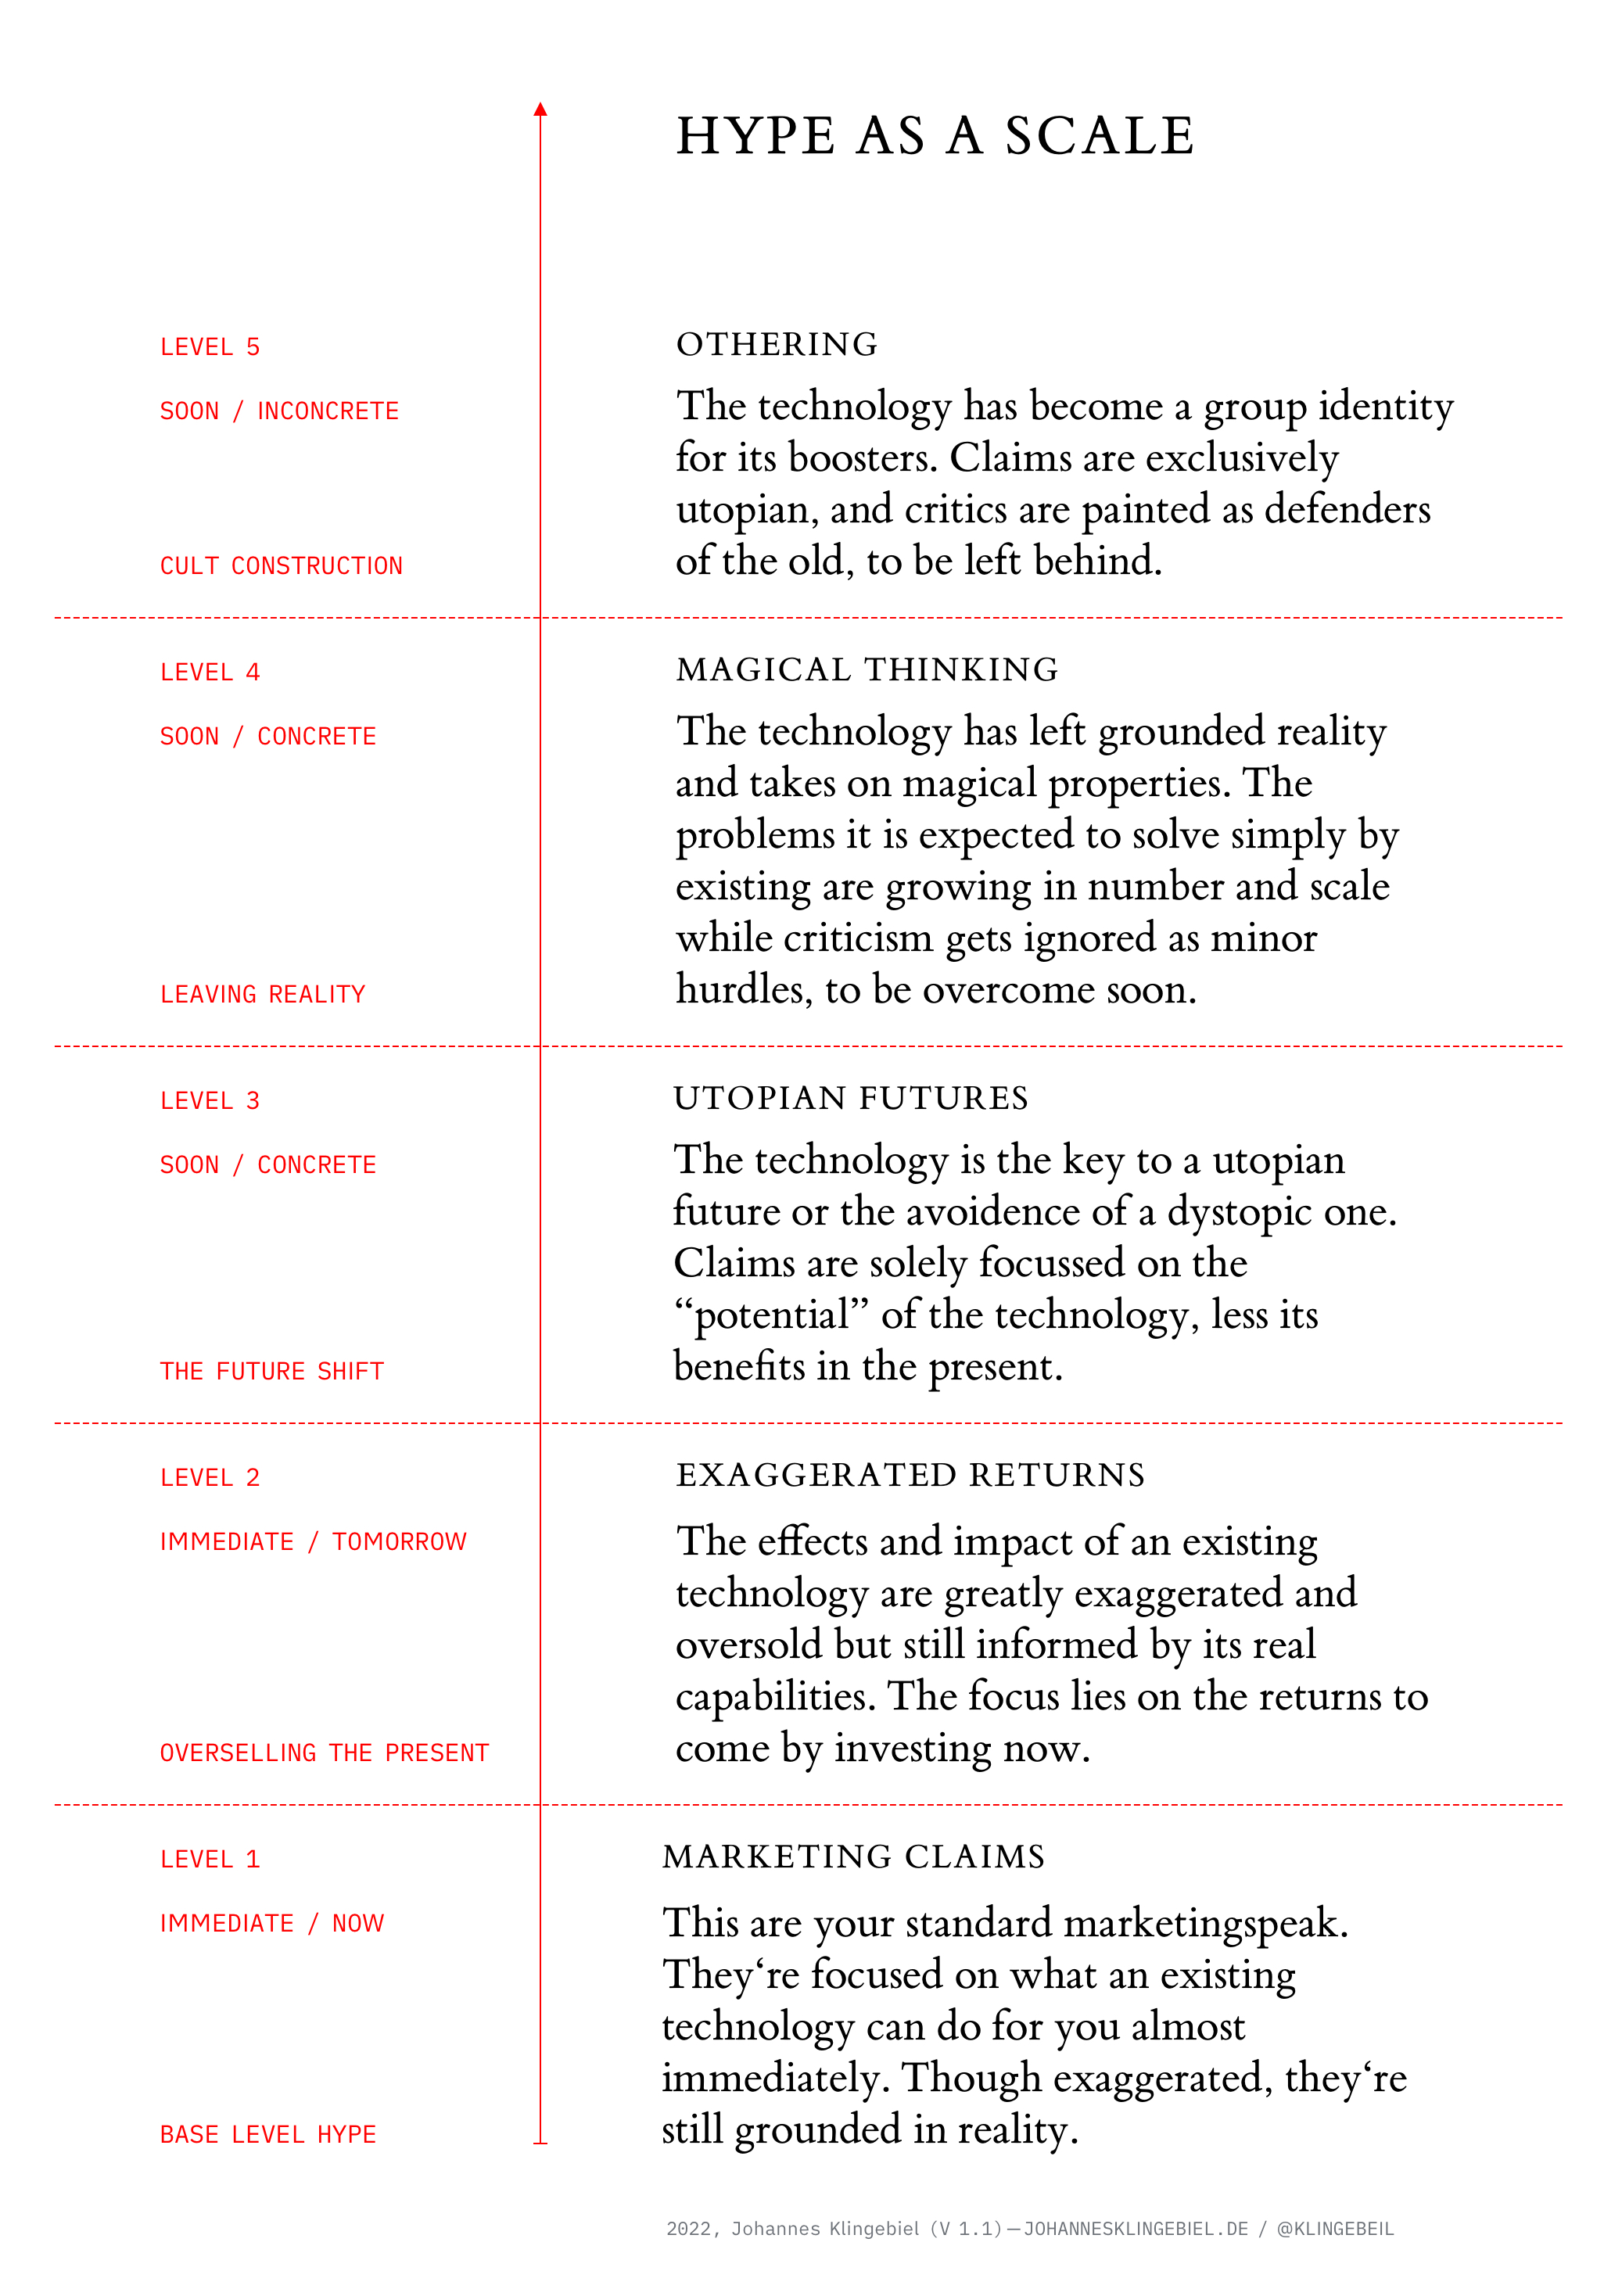 HYPE AS A SCALE
LEVEL 5
OTHERING
SOON / INCONCRETE
The technology has become a group identity
for its boosters. Claims are exclusively
utopian, and critics are painted as defenders
of the old, to be left behind.
CULT CONSTRUCTION
LEVEL 4
MAGICAL THINKING
SOON / CONCRETE
The technology has left grounded reality
and takes on magical properties. The
problems it is expected to solve simply by
existing are growing in number and scale
while criticism gets ignored as minor
hurdles, to be overcome soon.
LEAVING REALITY
LEVEL 3
UTOPIAN FUTURES
SOON / CONCRETE
The technology is the key to a utopian
future or the avoidence of a dystopic one.
Claims are solely focussed on the
“potential” of the technology, less its
benefits in the present.
THE FUTURE SHIFT
LEVEL 2
EXAGGERATED RETURNS
IMMEDIATE / TOMORROW
The effects and impact of an existing
technology are greatly exaggerated and
oversold but still informed by its real
capabilities. The focus lies on the returns to
come by investing now.
OVERSELLING THE PRESENT
LEVEL 1
MARKETING CLAIMS
IMMEDIATE / NOW
This are your standard marketingspeak.
They‘re focused on what an existing
technology can do for you almost
immediately. Though exaggerated, they‘re
still grounded in reality.
BASE LEVEL HYPE
2022, Johannes Klingebiel (V 1.1)—JOHANNESKLINGEBIEL.DE / @KLINGEBEIL